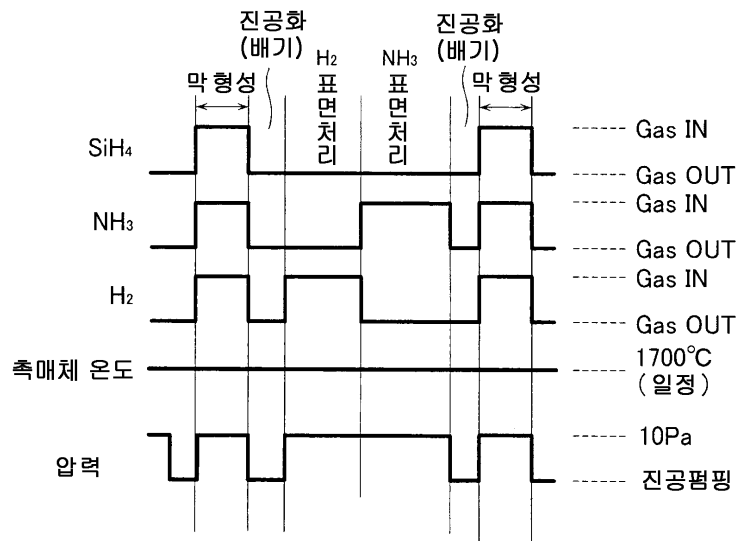 진공화
(배기)
진공화
(배기)
H₂
표면처리
NH₃
표면처리
막 형성
막 형성
SiH₄
Gas IN
Gas OUT
NH₃
Gas IN
Gas OUT
H₂
Gas IN
Gas OUT
촉매체 온도
1700℃
(일정)
압력
10Pa
진공펌핑